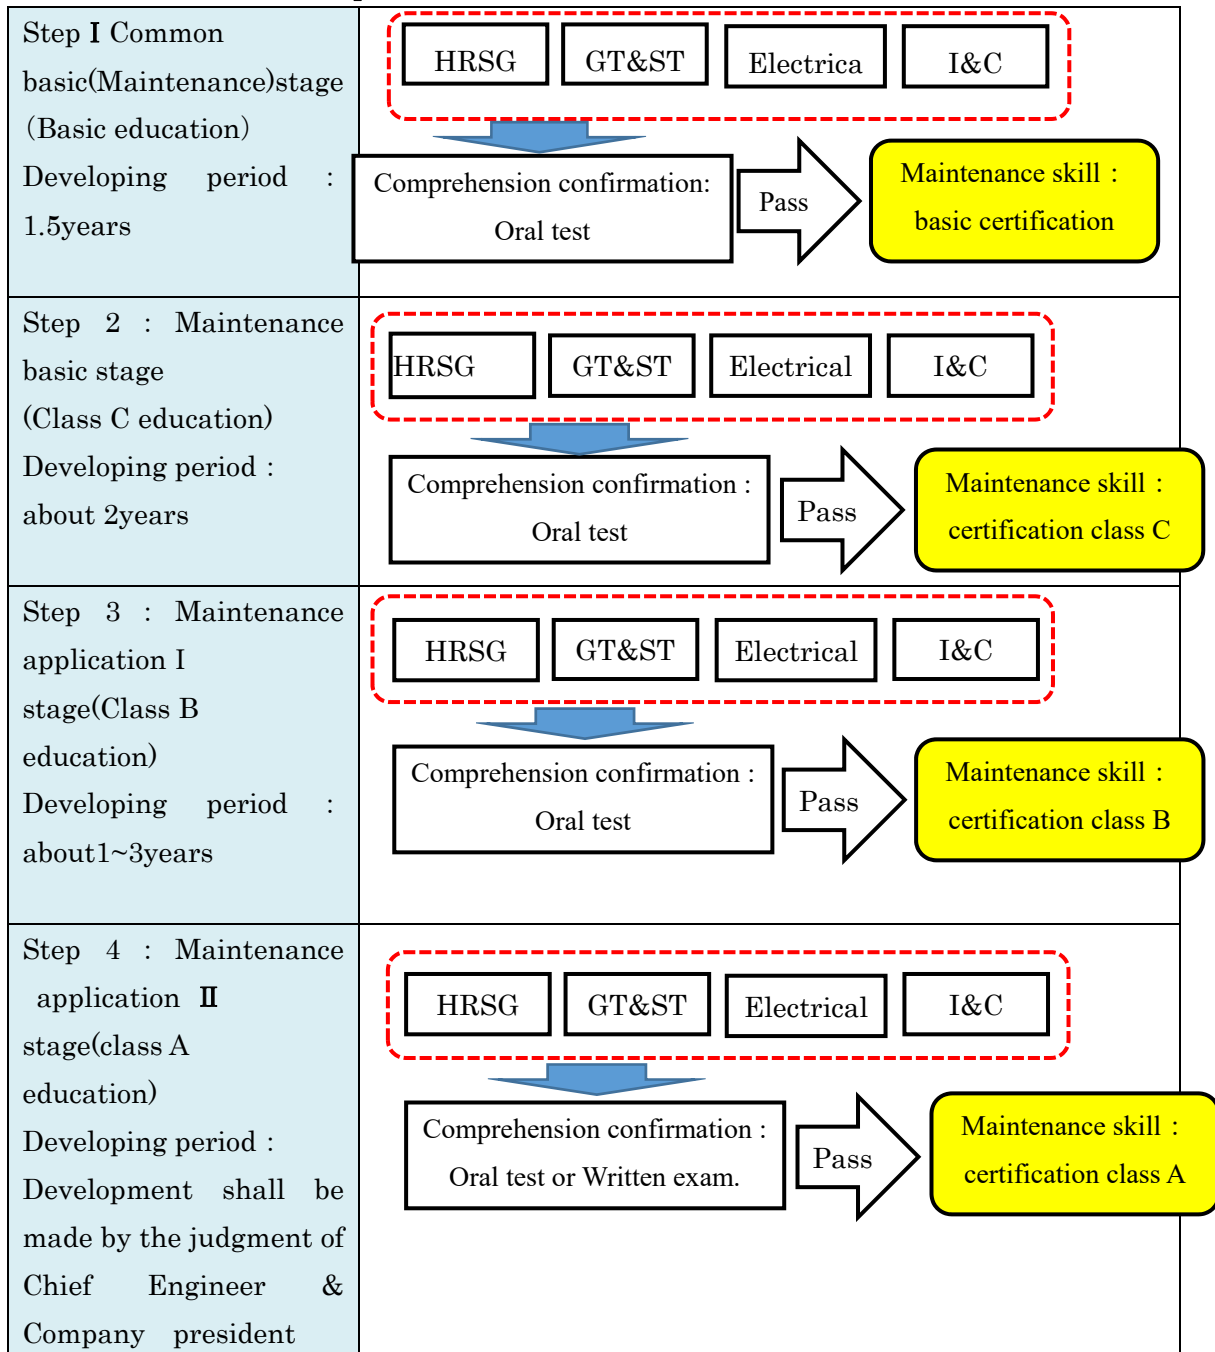 Step Ⅰ Common
basic(Maintenance)stage
（Basic education）
Developing period :
1.5years
HRSG
GT&ST
Electrica
I&C
Comprehension confirmation:
Oral test
Pass
Maintenance skill：
basic certification
Step 2 : Maintenance
basic stage
(Class C education)
Developing period：
about 2years
HRSG
GT&ST
Electrical
I&C
Comprehension confirmation：
Oral test
Pass
Maintenance skill：
certification class C
Step 3 : Maintenance
application I
stage(Class B
education)
Developing period :
about1~3years
HRSG
GT&ST
Electrical
I&C
Comprehension confirmation：
Oral test
Pass
Maintenance skill：
certification class B
Step 4 : Maintenance
application Ⅱ
stage(class A
education)
Developing period：
Development shall be
made by the judgment of
Chief Engineer &
Company president
HRSG
GT&ST
Electrical
I&C
Comprehension confirmation：
Oral test or Written exam.
Pass
Maintenance skill：
certification class A